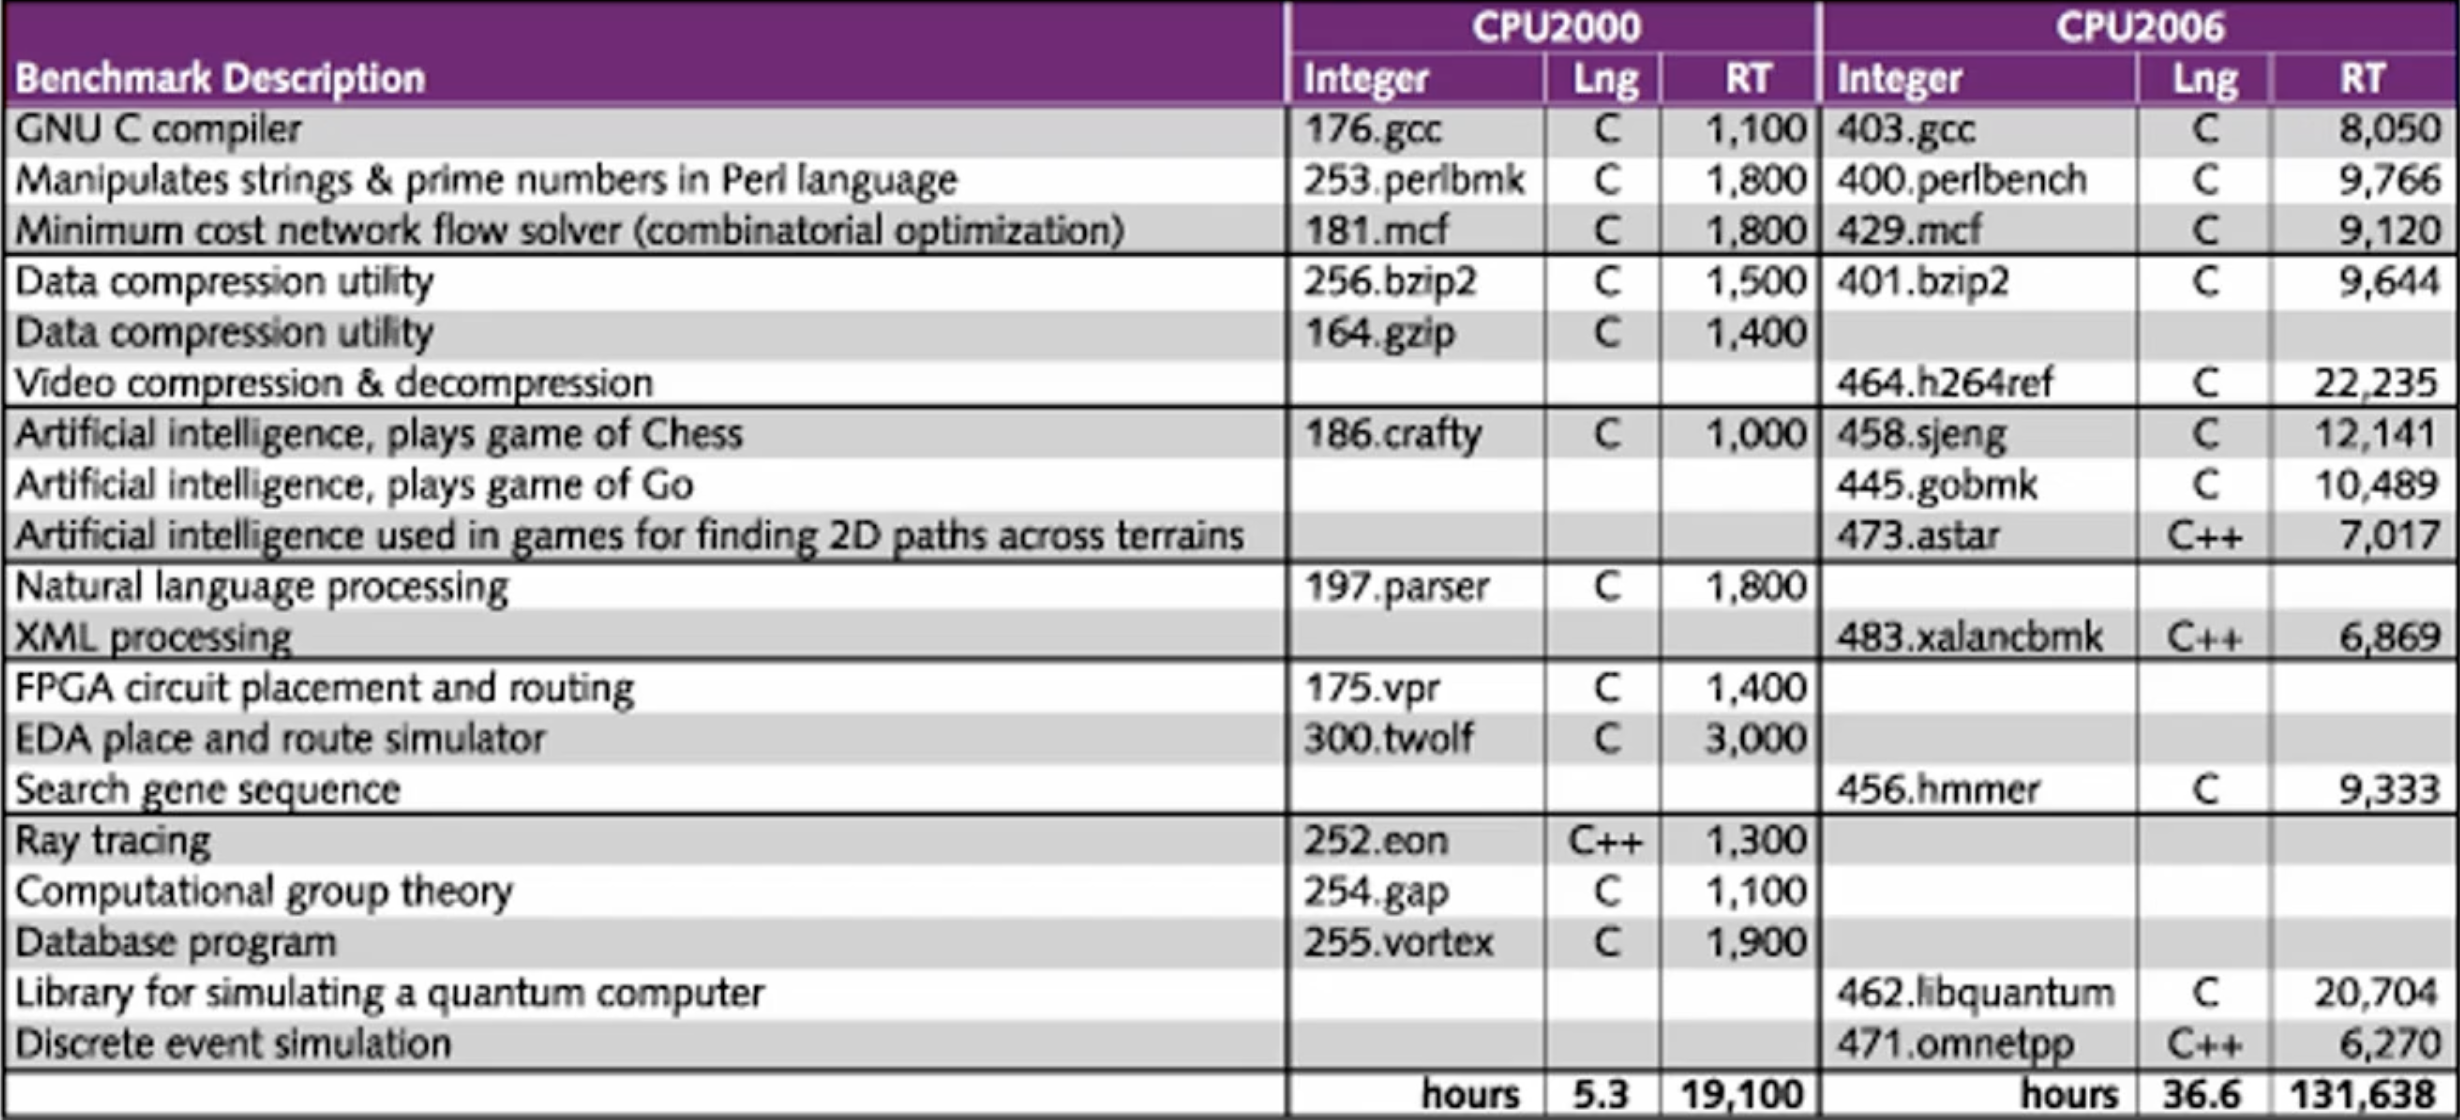 CPU2000 CPU2006
Benchmark Description Integer Lng RT Integer Lng RT
GNU C compiler 176.gcc C 1,100 403.gcc C 8,050
Manipulates strings & prime numbers in Perl language 253.perlbmk C 1,800 400.perlbench C 9,766
Minimum cost network flow solver (combinatorial optimization) 181.mcf C 1,800 429.mcf C 9,120
Data compression utility 256.bzip2 C 1,500 401.bzip2 C 9,644
Data compression utility 164.gzip C 1,400
Video compression & decompression 464.h264ref C 22,235
Artificial intelligence, plays game of Chess 186.crafty C 1,000 458.sjeng C 12,141
Artificial intelligence, plays game of Go 445.gobmk C 10,489
Artificial intelligence used in games for finding 2D paths across terrains 473.astar C++ 7,017
Natural language processing 197.parser C 1,800
XML processing 483.xalancbmk C++ 6,869
FPGA circuit placement and routing 175.vpr C 1,400
EDA place and route simulator 300.twolf C 3,000
Search gene sequence 456.hmmer C 9,333
Ray tracing 252.eon C++ 1,300
Computational group theory 254.gap C 1,100
Database program 255.vortex C 1,900
Library for simulating a quantum computer 462.libquantum C 20,704
Discrete event simulation 471.omnetpp C++ 6,270
hours 5.3 19,100 hours 36.6 131,638